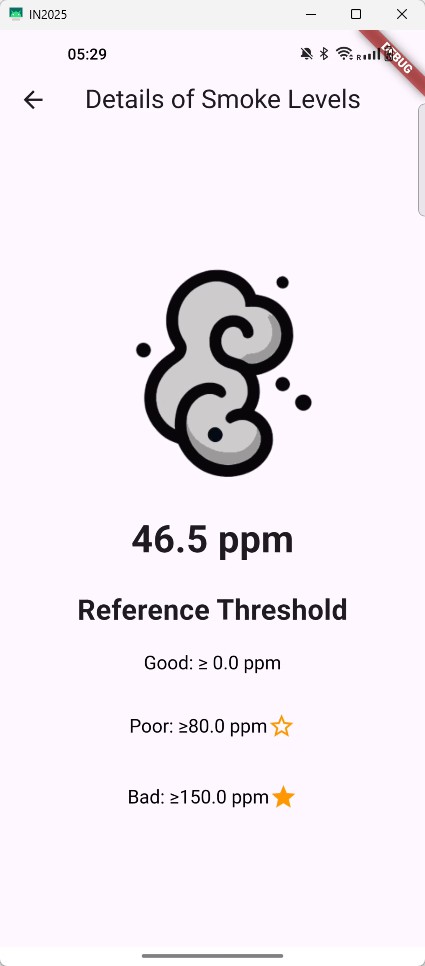 IN2025
05:29
DEBUG
Details of Smoke Levels
46.5 ppm
Reference Threshold
Good: ≥ 0.0 ppm
Poor: ≥80.0 ppm
Bad: ≥150.0 ppm